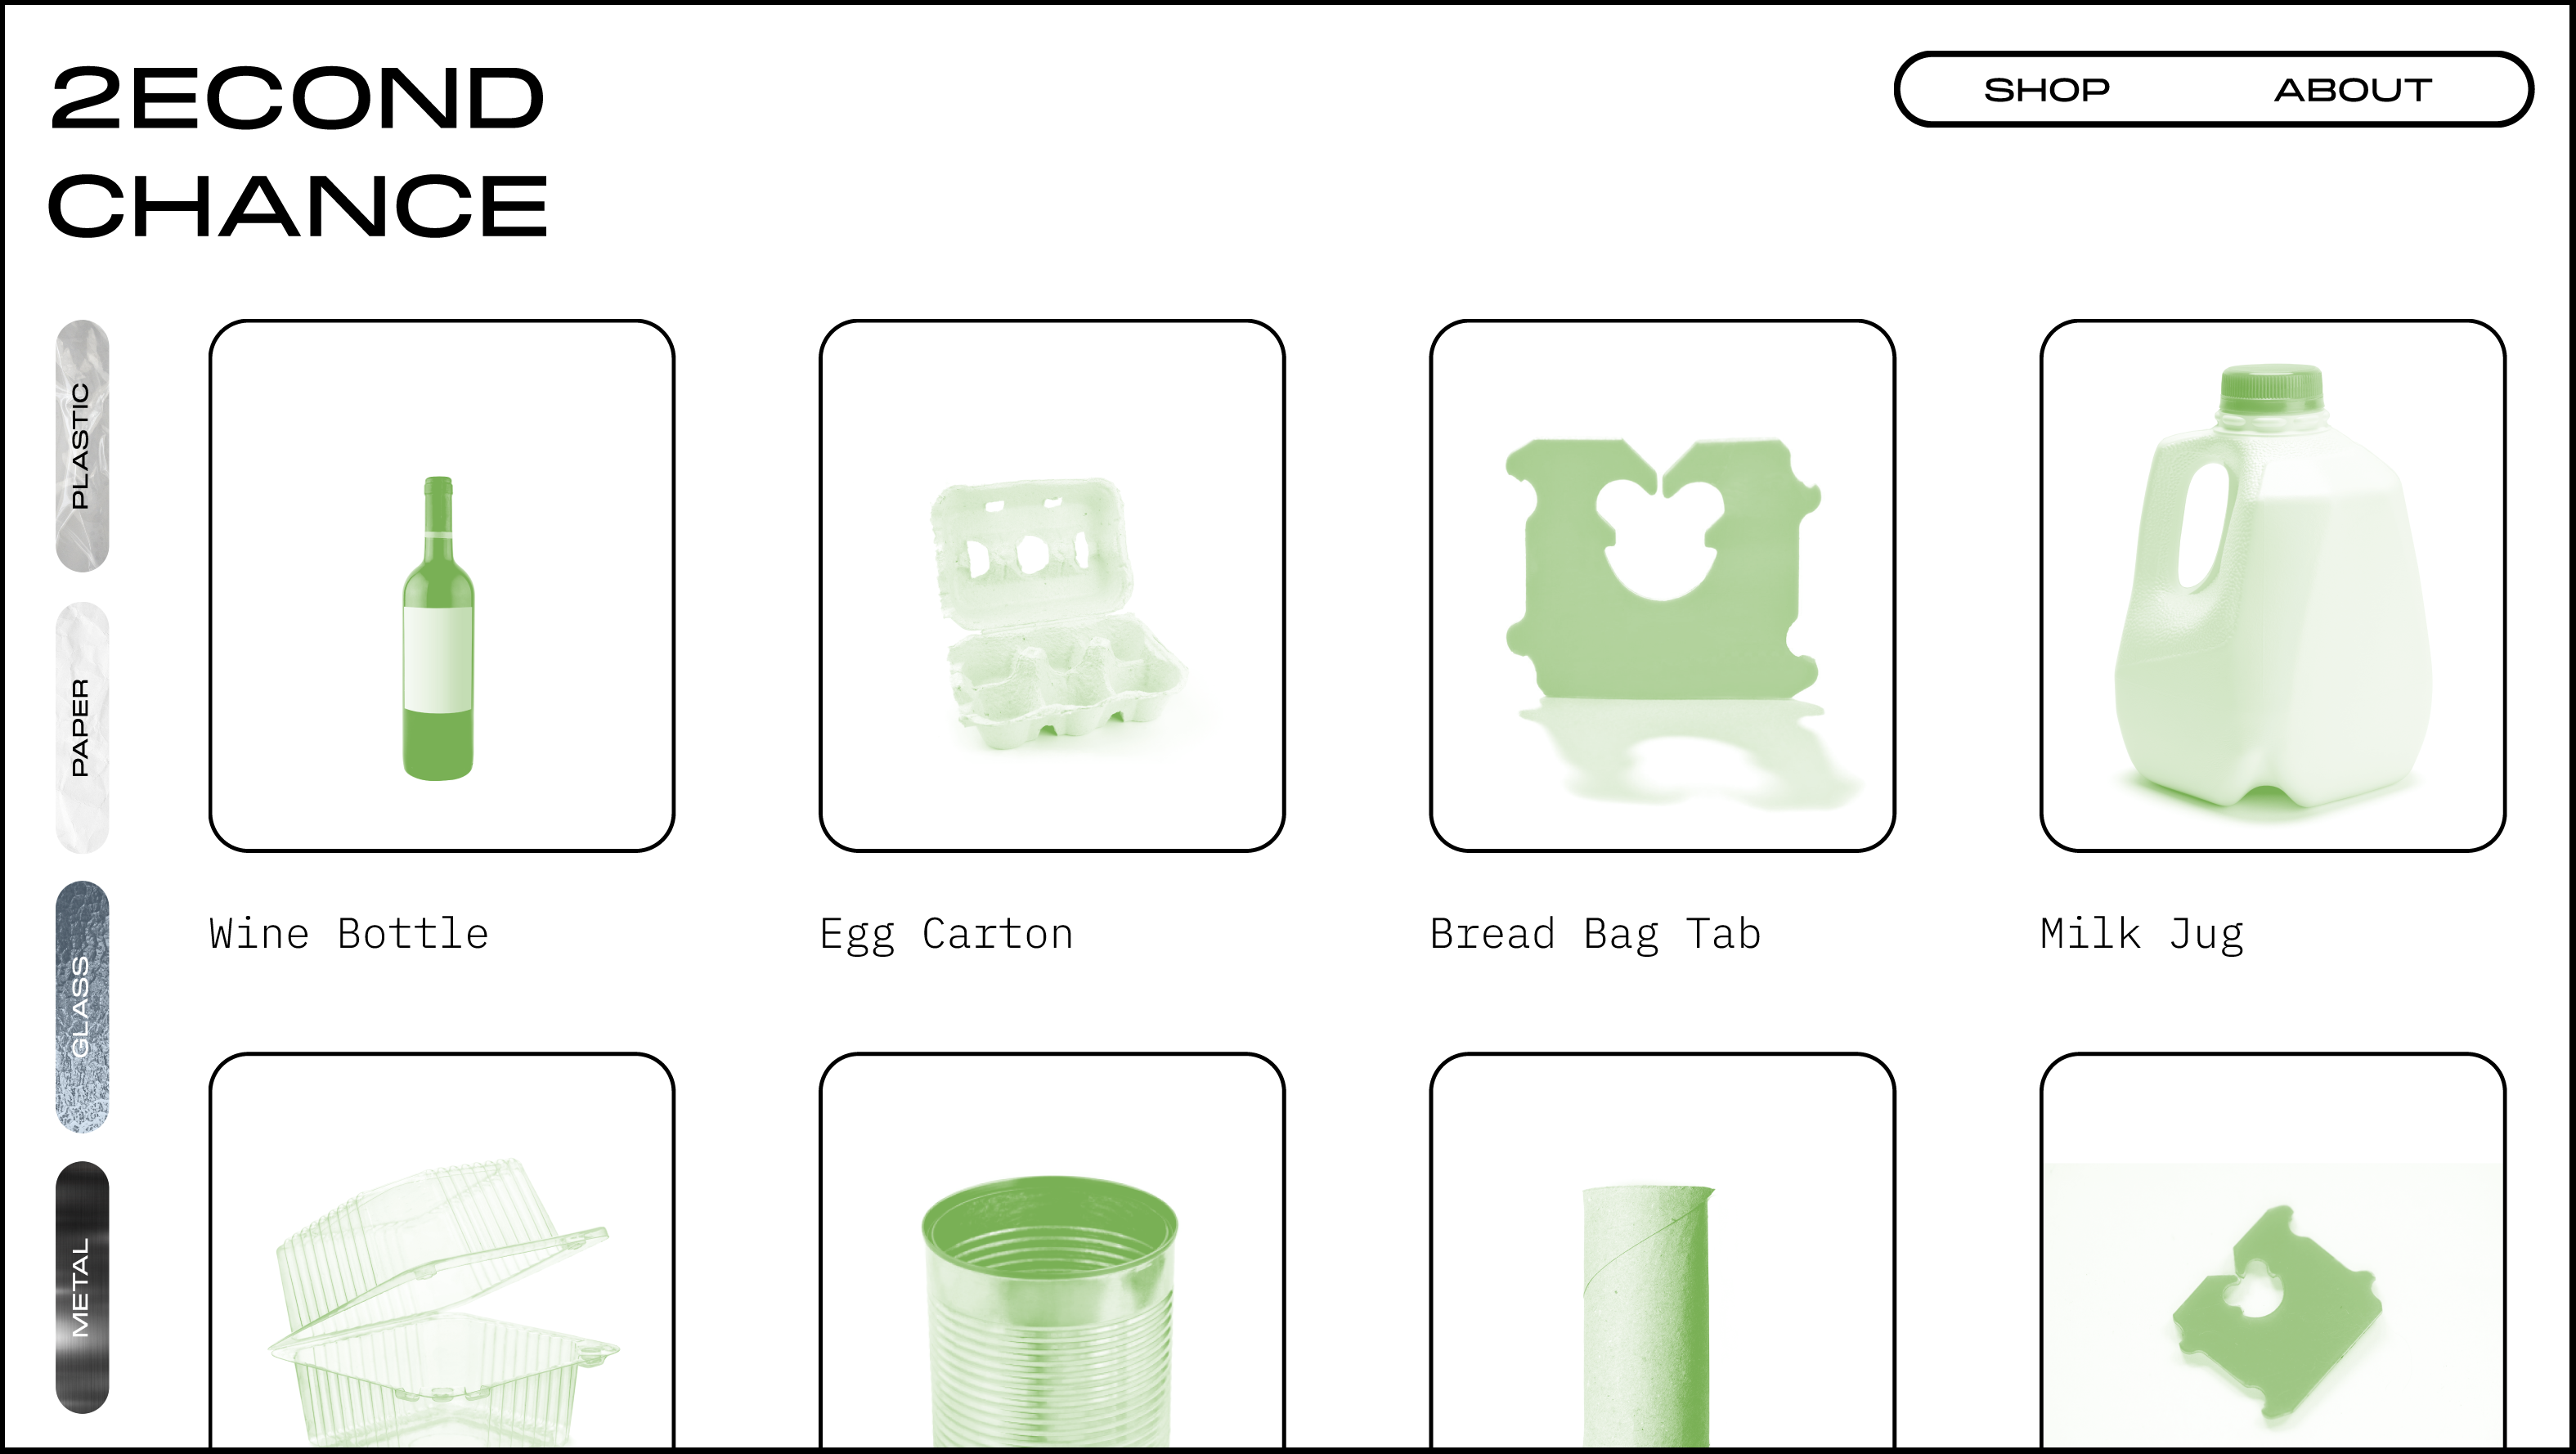 2ECOND
CHANCE
SHOP
ABOUT
PLASTIC
PAPER
GLASS
METAL
Wine Bottle
Egg Carton
Bread Bag Tab
Milk Jug